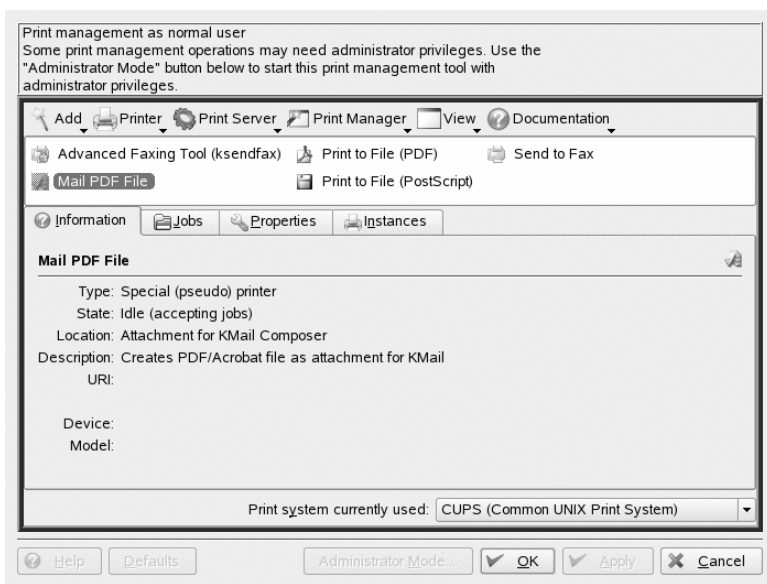 Print management as normal user
Some print management operations may need administrator privileges. Use the
"Administrator Mode" button below to start this print management tool with
administrator privileges.
Add Printer Print Server Print Manager View Documentation
Advanced Faxing Tool (ksendfax) Print to File (PDF) Send to Fax
Mail PDF File Print to File (PostScript)
Information Jobs Properties Instances
Mail PDF File
Type: Special (pseudo) printer
State: Idle (accepting jobs)
Location: Attachment for KMail Composer
Description: Creates PDF/Acrobat file as attachment for KMail
URI:
Device:
Model:
Print system currently used: CUPS (Common UNIX Print System)
Help Defaults Administrator Mode... OK Apply Cancel